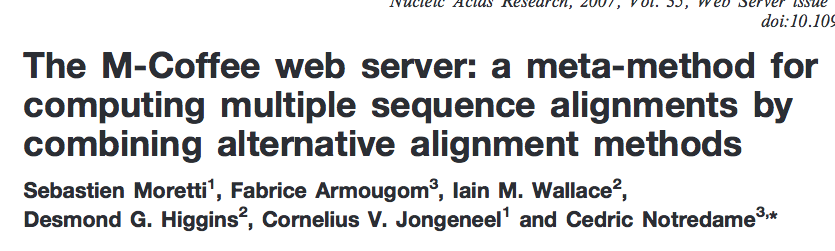 Nucleic Acids Research, 2007, Vol. 35, Web Server issue
doi:10.109
The M-Coffee web server: a meta-method for
computing multiple sequence alignments by
combining alternative alignment methods
Sebastien Moretti¹, Fabrice Armougom³, Iain M. Wallace²,
Desmond G. Higgins², Cornelius V. Jongeneel¹ and Cedric Notredame³,*